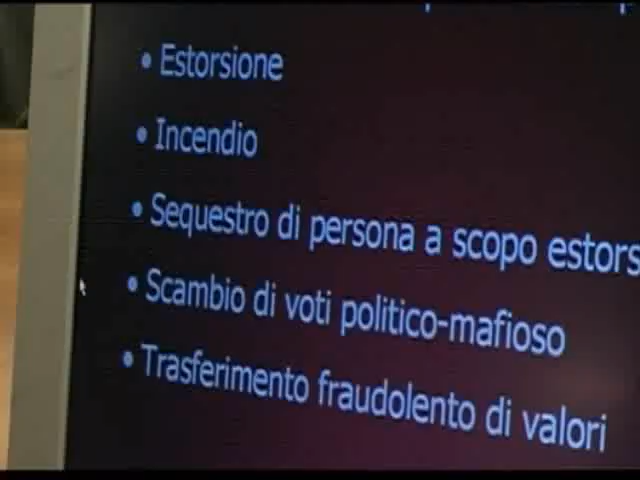 • Estorsione
• Incendio
• Sequestro di persona a scopo estors
• Scambio di voti politico-mafioso
• Trasferimento fraudolento di valori